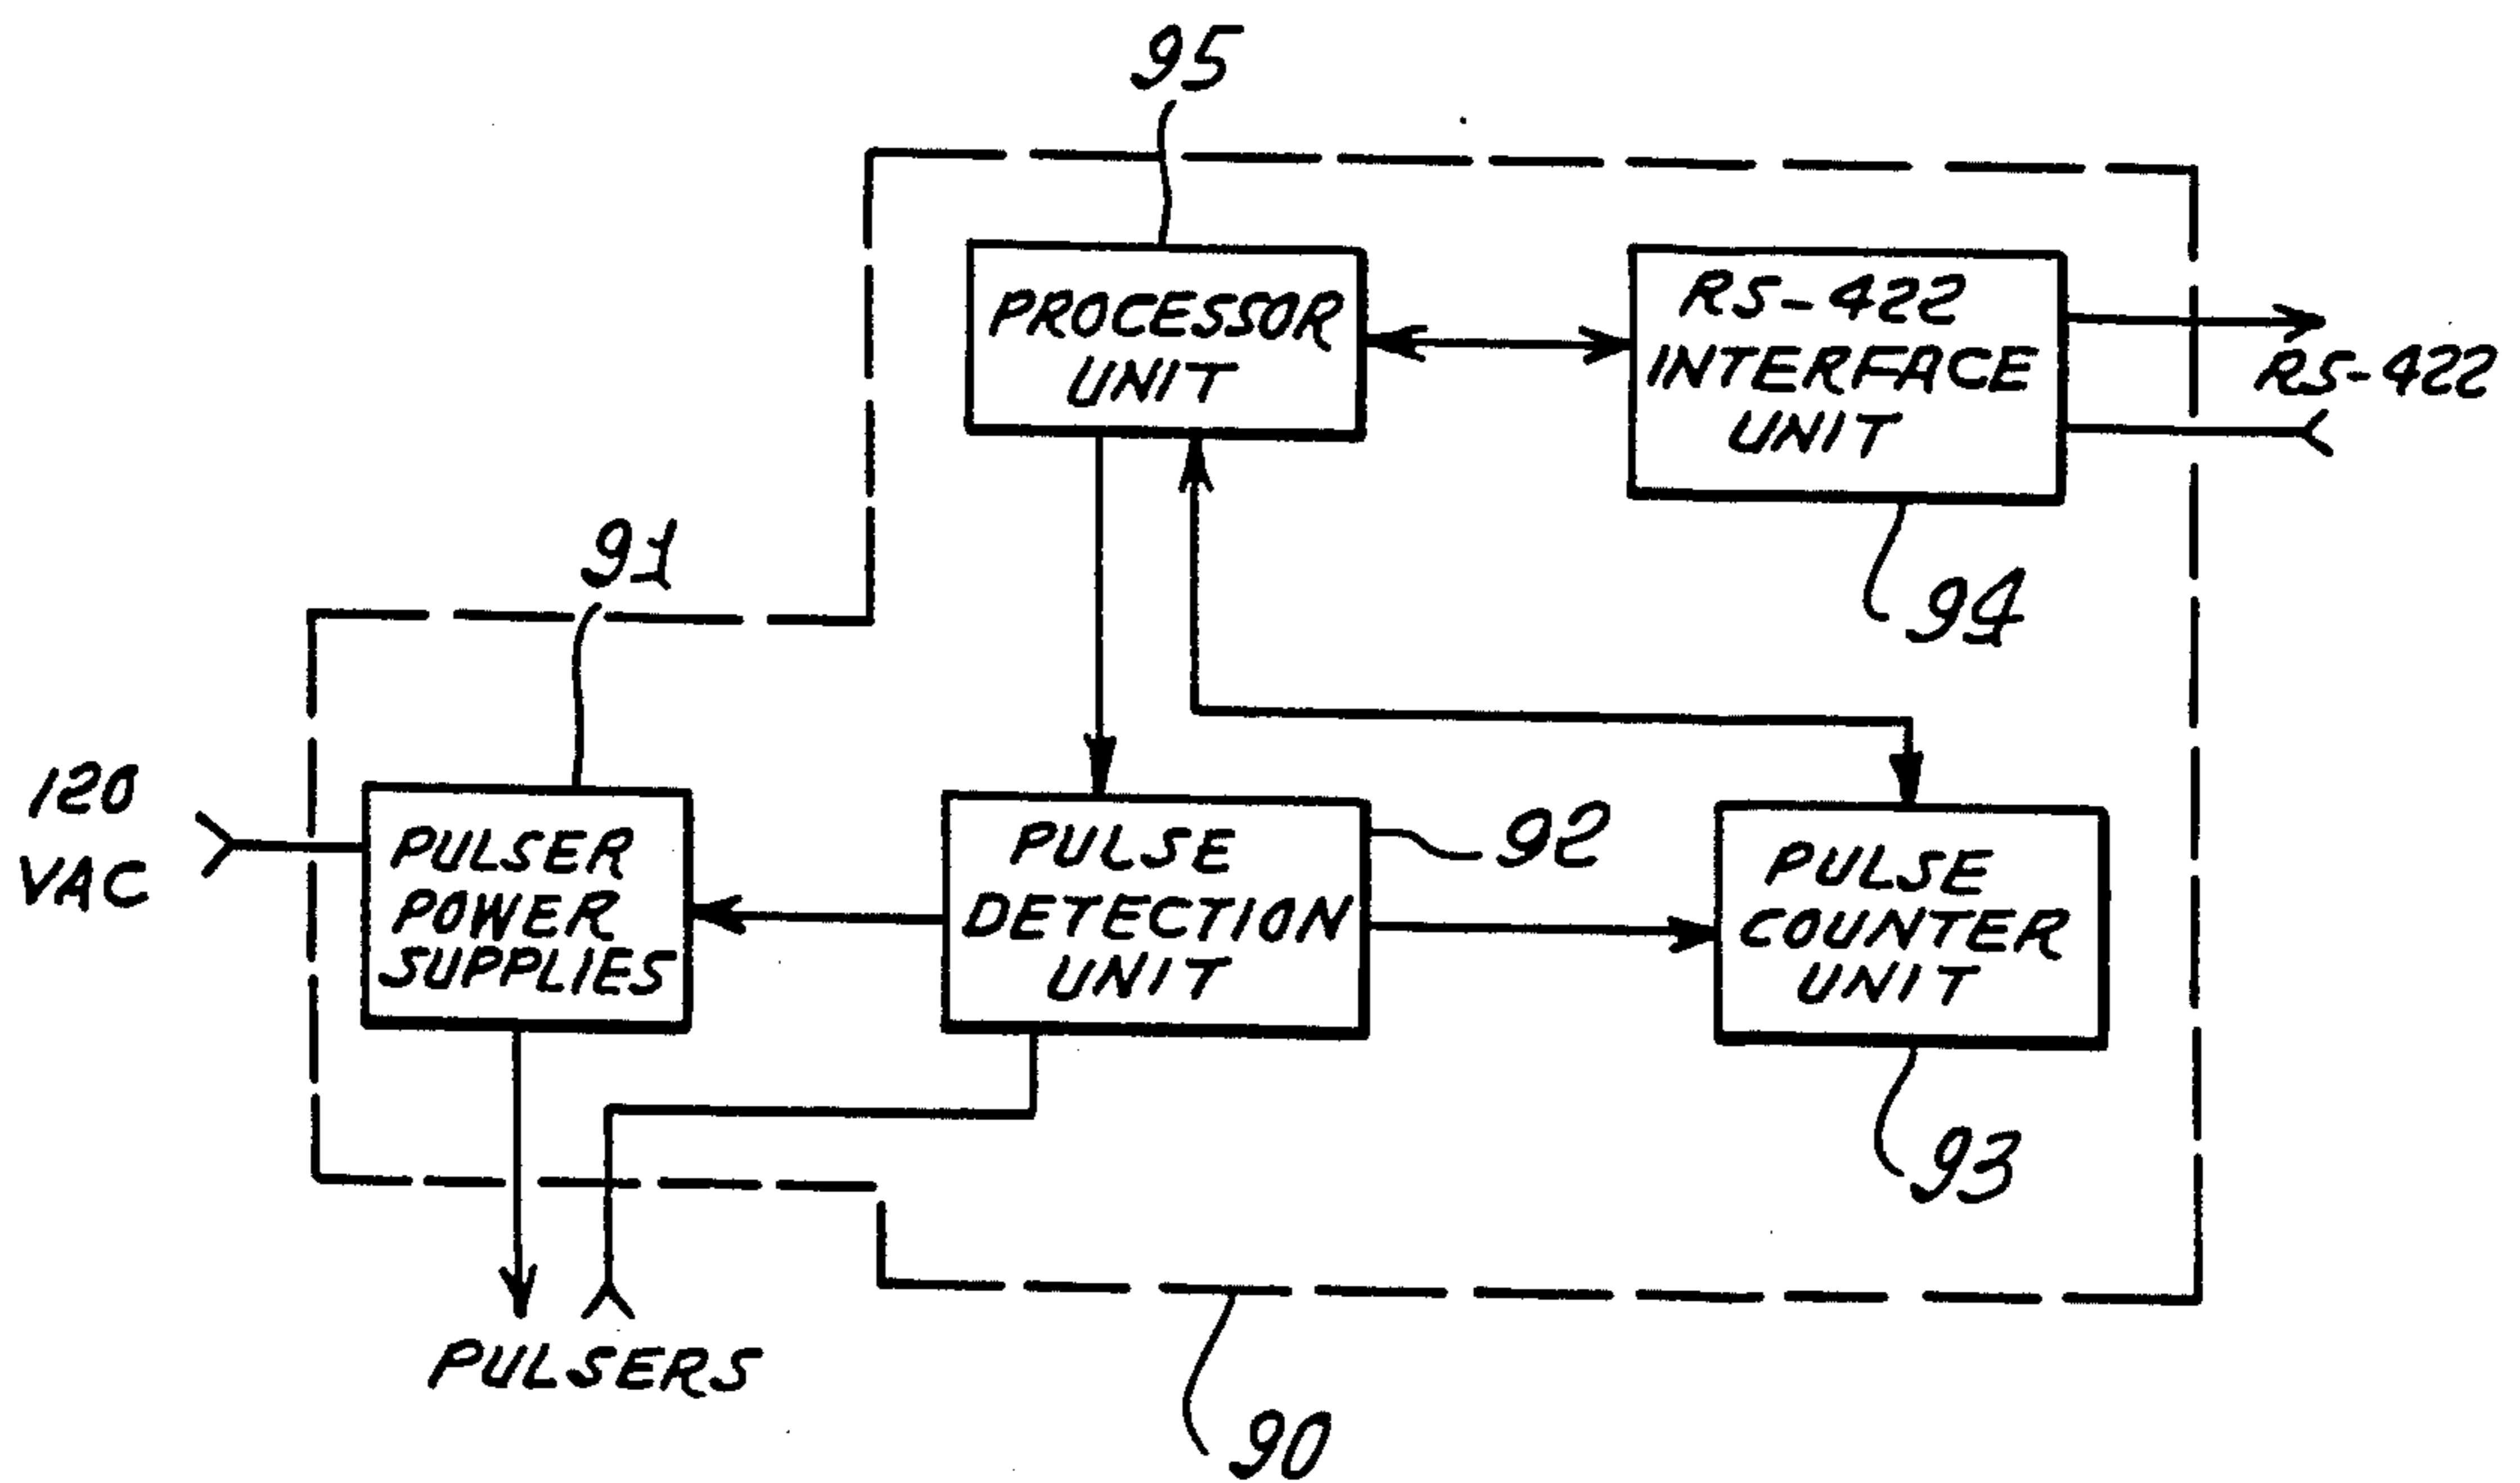 95
PROCESSOR
UNIT
RS-422
INTERFACE
UNIT
RS-422
94
91
120
VAC
PULSER
POWER
SUPPLIES
PULSE
DETECTION
UNIT
92
PULSE
COUNTER
UNIT
93
PULSERS
90